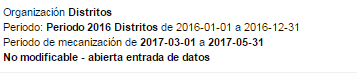 Organización Distritos
Periodo: Periodo 2016 Distritos de 2016-01-01 a 2016-12-31
Periodo de mecanización de 2017-03-01 a 2017-05-31
No modificable - abierta entrada de datos